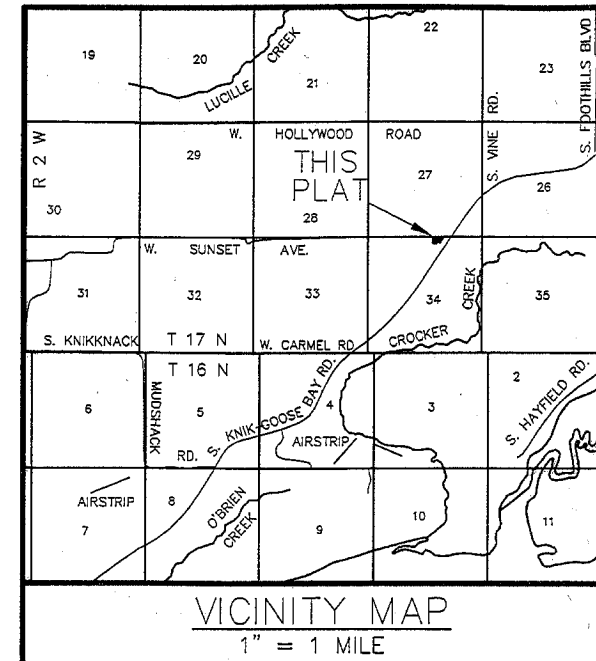 22
19
20
CREEK
21
23
S. FOOTHILLS BLVD
LUCILLE
S. VINE RD.
W. HOLLYWOOD ROAD
R 2 W
29
THIS
PLAT
27
26
30
28
W. SUNSET AVE.
31
32
33
34
CREEK
35
S. KNIKKNACK
T 17 N
W. CARMEL RD.
CROCKER
T 16 N
MUDSHACK
RD.
6
5
S. KNIK-GOOSE BAY RD.
4
3
2
S. HAYFIELD RD.
AIRSTRIP
AIRSTRIP
8
O'BRIEN
CREEK
7
9
10
11
VICINITY MAP
1" = 1 MILE